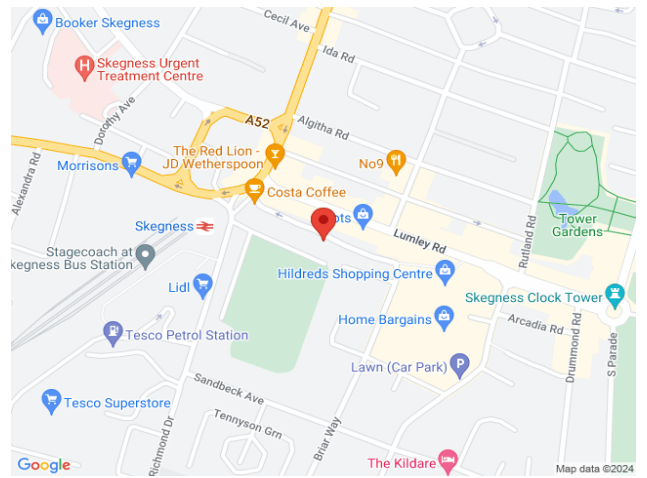 Booker Skegness
Cecil Ave
Ida Rd
Skegness Urgent
Treatment Centre
Dorothy Ave
A52
Algitha Rd
The Red Lion -
JD Wetherspoon
No9
Morrisons
Alexandra Rd
Costa Coffee
Skegness
ots
Lumley Rd
Rutland Rd
Tower
Gardens
Stagecoach at
kegness Bus Station
Hildreds Shopping Centre
Lidl
Skegness Clock Tower
Home Bargains
Arcadia Rd
Tesco Petrol Station
Drummond Rd
S Parade
Lawn (Car Park)
P
Sandbeck Ave
Tesco Superstore
Tennyson Grn
Richmond Dr
Briar Way
The Kildare
Google
Map data ©2024
H